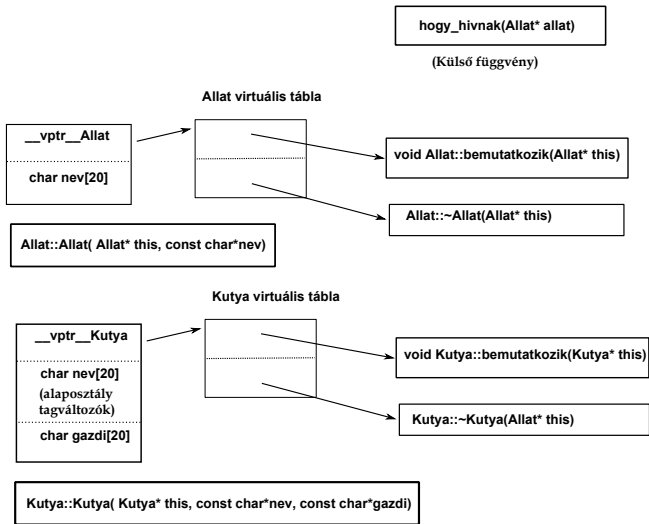 hogy_hivnak(Allat* allat)
(Külső függvény)
Allat virtuális tábla
__vptr__Allat
char nev[20]
void Allat::bemutatkozik(Allat* this)
Allat::~Allat(Allat* this)
Allat::Allat( Allat* this, const char*nev)
Kutya virtuális tábla
__vptr__Kutya
char nev[20]
(alaposztály
tagváltozók)
char gazdi[20]
void Kutya::bemutatkozik(Kutya* this)
Kutya::~Kutya(Allat* this)
Kutya::Kutya( Kutya* this, const char*nev, const char*gazdi)